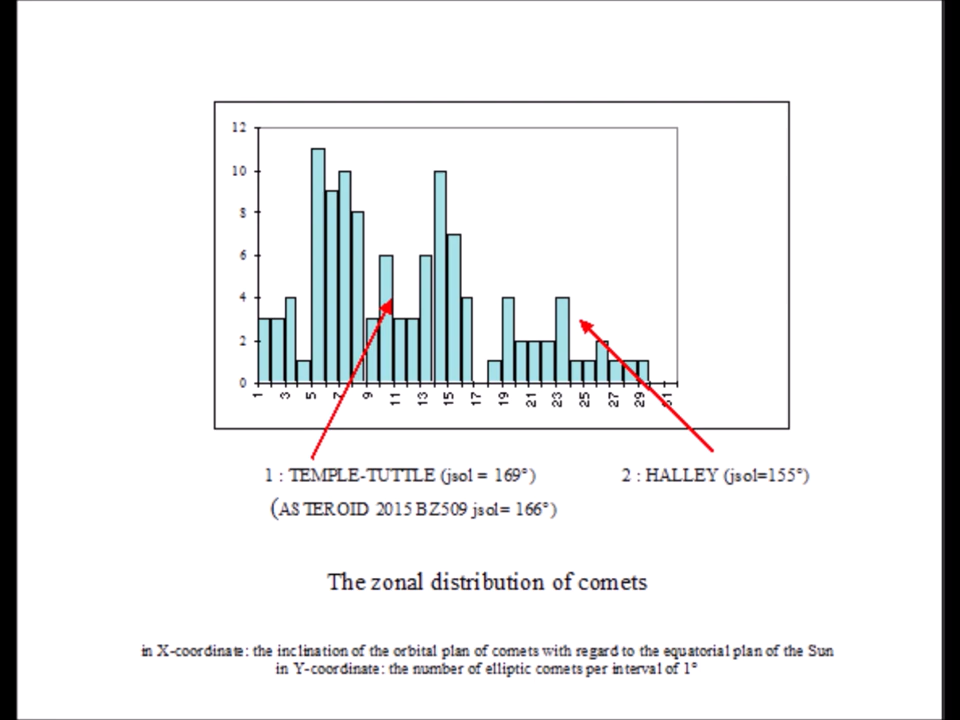 12
10
8
6
4
2
0
1 3 5 7 9 11 13 15 17 19 21 23 25 27 29 31
1 : TEMPLE-TUTTLE (jsol = 169°) 2 : HALLEY (jsol=155°)
(ASTEROID 2015 BZ509 jsol= 166°)
The zonal distribution of comets
in X-coordinate: the inclination of the orbital plan of comets with regard to the equatorial plan of the Sun
in Y-coordinate: the number of elliptic comets per interval of 1°